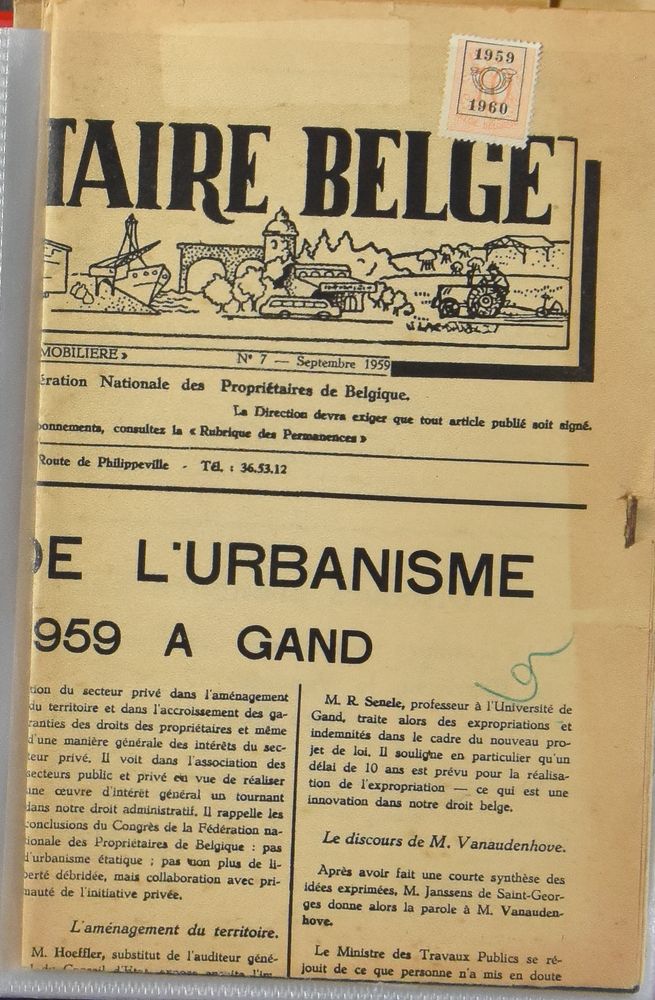 1959
1960
TAIRE BELGE
MOBILIERE »
N° 7 — Septembre 1959
ération Nationale des Propriétaires de Belgique.
La Direction devra exiger que tout article publié soit signé.
bonnements, consultez la « Rubrique des Permanences »
Route de Philippeville - Tél. : 36.53.12
DE L'URBANISME
959 A GAND
tion du secteur privé dans l'aménagement
du territoire et dans l'accroissement des ga-
ranties des droits des propriétaires et même
d'une manière générale des intérêts du sec-
teur privé. Il voit dans l'association des
secteurs public et privé en vue de réaliser
une œuvre d'intérêt général un tournant
dans notre droit administratif. Il rappelle les
conclusions du Congrès de la Fédération na-
tionale des Propriétaires de Belgique : pas
d'urbanisme étatique ; pas non plus de li-
berté débridée, mais collaboration avec pri-
mauté de l'initiative privée.
L'aménagement du territoire.
M. Hoeffler, substitut de l'auditeur géné-
M. R. Senele, professeur à l'Université de
Gand, traite alors des expropriations et
indemnités dans le cadre du nouveau pro-
jet de loi. Il souligne en particulier qu'un
délai de 10 ans est prévu pour la réalisa-
tion de l'expropriation — ce qui est une
innovation dans notre droit belge.
Le discours de M. Vanaudenhove.
Après avoir fait une courte synthèse des
idées exprimées, M. Janssens de Saint-Geor-
ges donne alors la parole à M. Vanauden-
hove.
Le Ministre des Travaux Publics se ré-
jouit de ce que personne n'a mis en doute